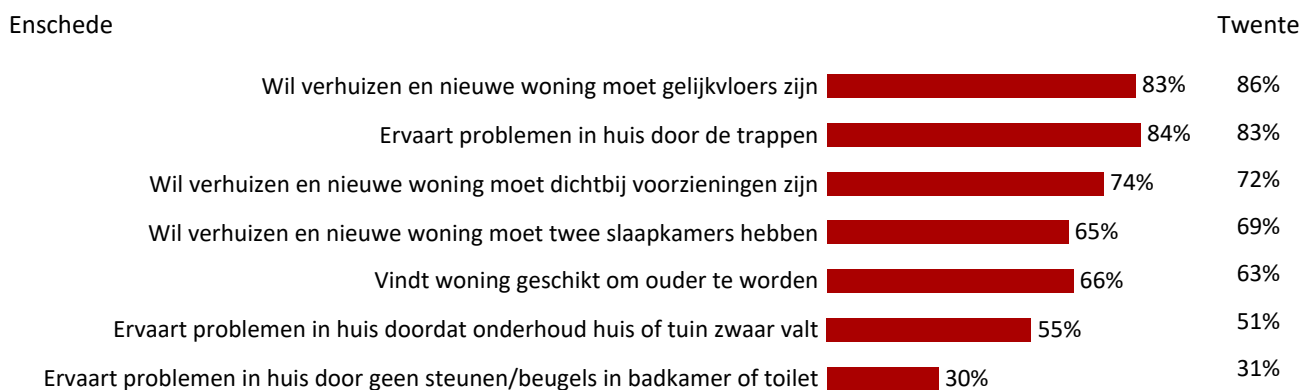 Enschede Twente
Wil verhuizen en nieuwe woning moet gelijkvloers zijn 83% 86%
Ervaart problemen in huis door de trappen 84% 83%
Wil verhuizen en nieuwe woning moet dichtbij voorzieningen zijn 74% 72%
Wil verhuizen en nieuwe woning moet twee slaapkamers hebben 65% 69%
Vindt woning geschikt om ouder te worden 66% 63%
Ervaart problemen in huis doordat onderhoud huis of tuin zwaar valt 55% 51%
Ervaart problemen in huis door geen steunen/beugels in badkamer of toilet 30% 31%